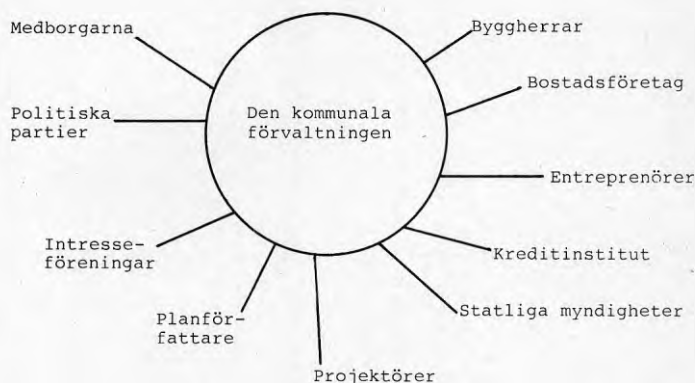 Medborgarna
Byggherrar
Bostadsföretag
Politiska
partier
Den kommunala
förvaltningen
Entreprenörer
Intresse-
föreningar
Kreditinstitut
Planför-
fattare
Statliga myndigheter
Projektörer